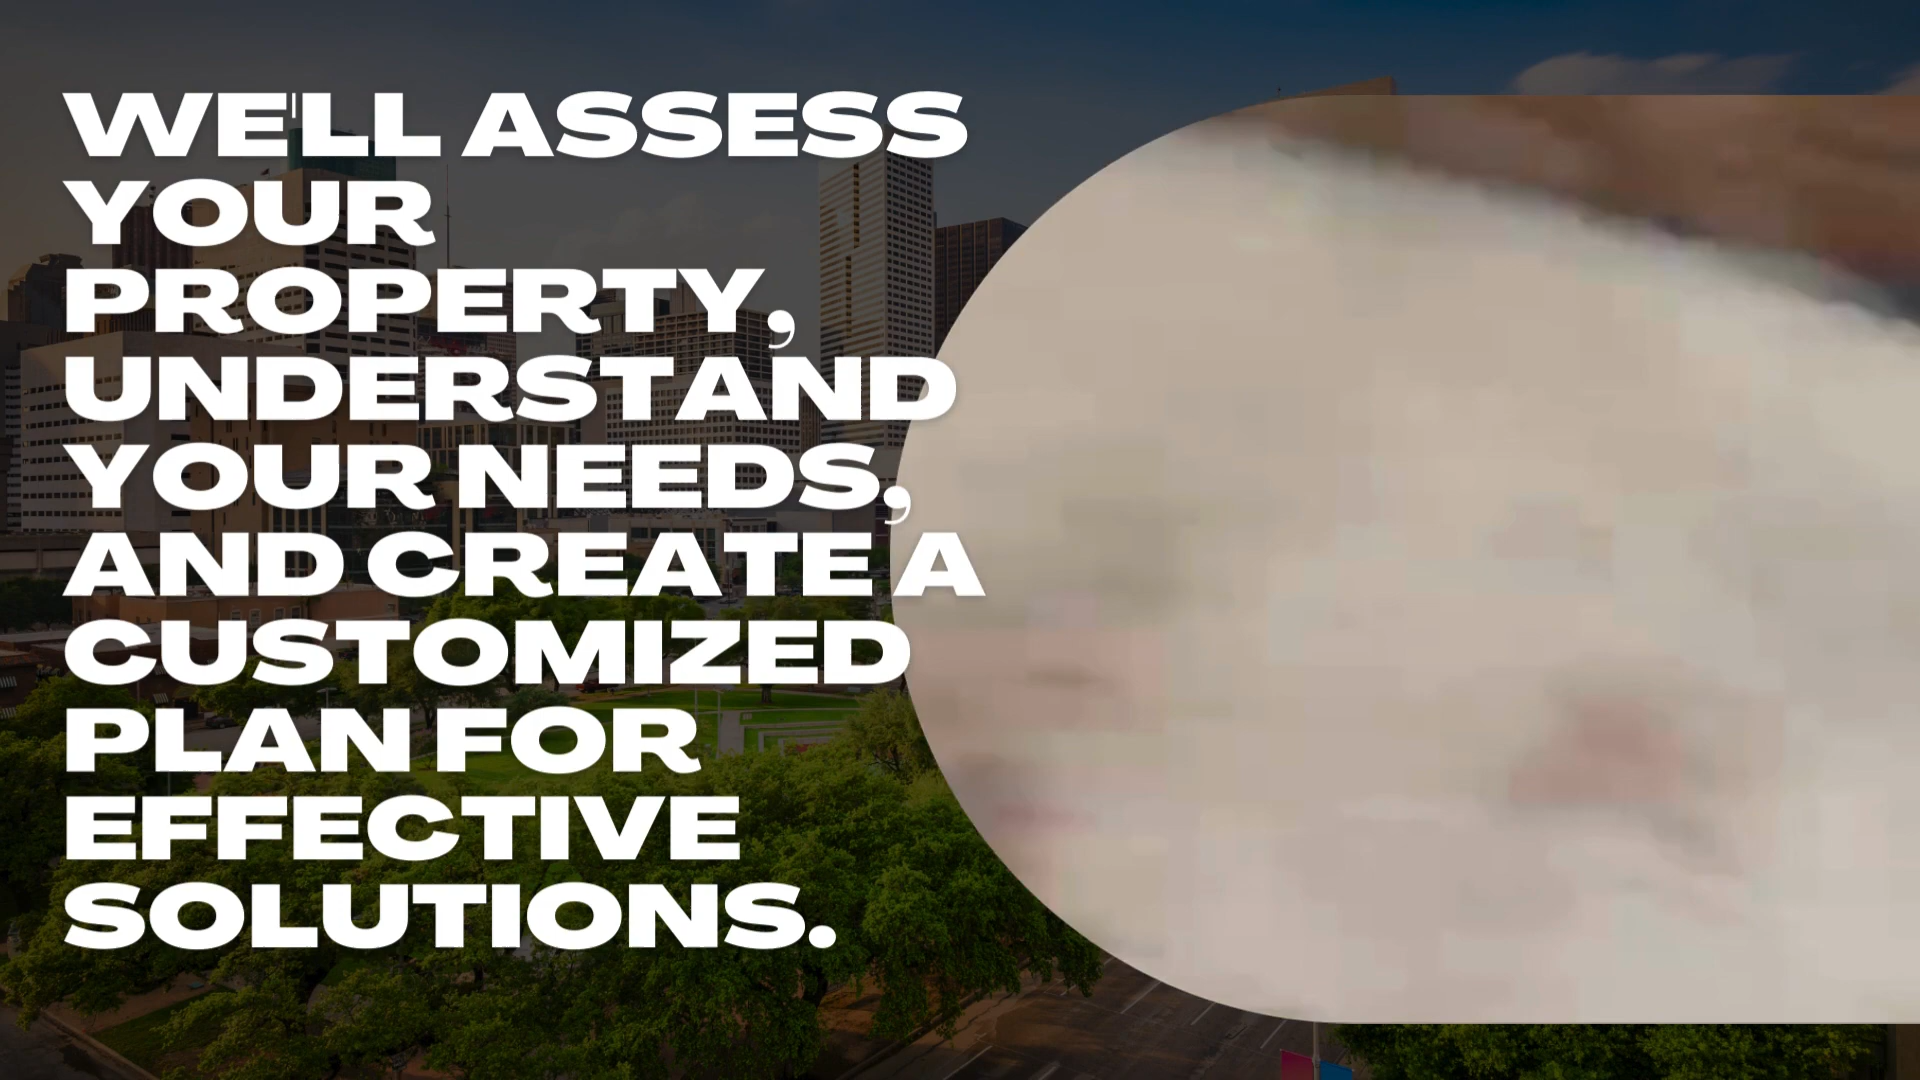 WE'LL ASSESS
YOUR
PROPERTY,
UNDERSTAND
YOUR NEEDS,
AND CREATE A
CUSTOMIZED
PLAN FOR
EFFECTIVE
SOLUTIONS.